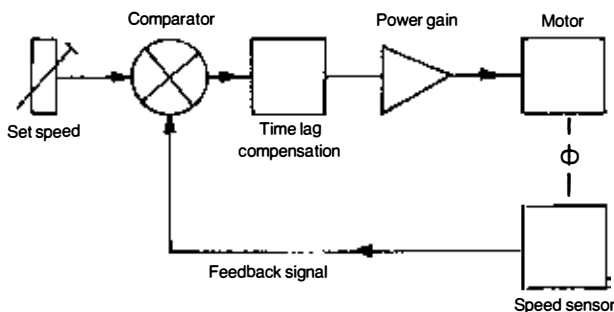 Comparator
Power gain
Motor
Set speed
Time lag
compensation
Φ
Feedback signal
Speed sensor